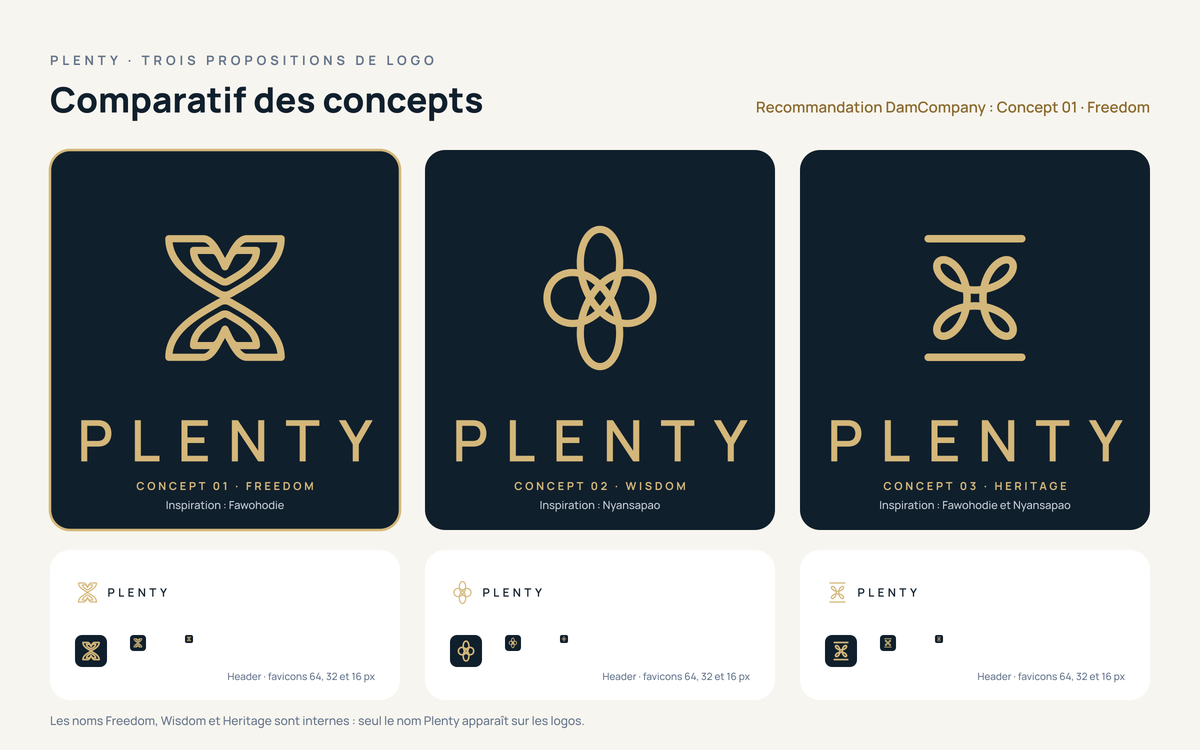 PLENTY · TROIS PROPOSITIONS DE LOGO
Comparatif des concepts
Recommandation DamCompany : Concept 01 · Freedom
PLENTY
CONCEPT 01 · FREEDOM
Inspiration : Fawohodie
PLENTY
CONCEPT 02 · WISDOM
Inspiration : Nyansapao
PLENTY
CONCEPT 03 · HERITAGE
Inspiration : Fawohodie et Nyansapao
PLENTY
Header · favicons 64, 32 et 16 px
PLENTY
Header · favicons 64, 32 et 16 px
PLENTY
Header · favicons 64, 32 et 16 px
Les noms Freedom, Wisdom et Heritage sont internes : seul le nom Plenty apparaît sur les logos.